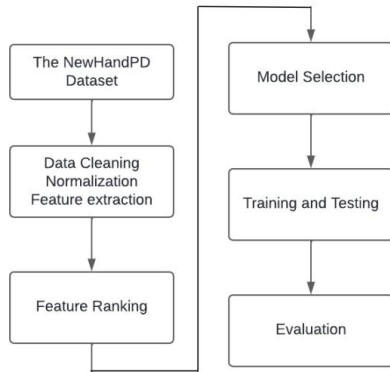 The NewHandPD
Dataset
Data Cleaning
Normalization
Feature extraction
Feature Ranking
Model Selection
Training and Testing
Evaluation